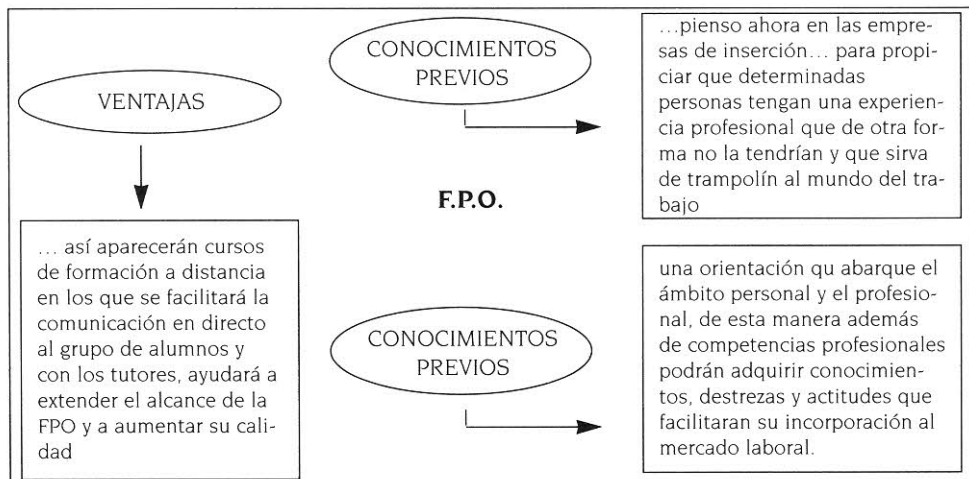 VENTAJAS
... así aparecerán cursos
de formación a distancia
en los que se facilitará la
comunicación en directo
al grupo de alumnos y
con los tutores, ayudará a
extender el alcance de la
FPO y a aumentar su cali-
dad
CONOCIMIENTOS
PREVIOS
...pienso ahora en las empre-
sas de inserción... para propi-
ciar que determinadas
personas tengan una experien-
cia profesional que de otra for-
ma no la tendrían y que sirva
de trampolín al mundo del tra-
bajo
F.P.O.
CONOCIMIENTOS
PREVIOS
una orientación qu abarque el
ámbito personal y el profesio-
nal, de esta manera además
de competencias profesionales
podrán adquirir conocimien-
tos, destrezas y actitudes que
facilitaran su incorporación al
mercado laboral.